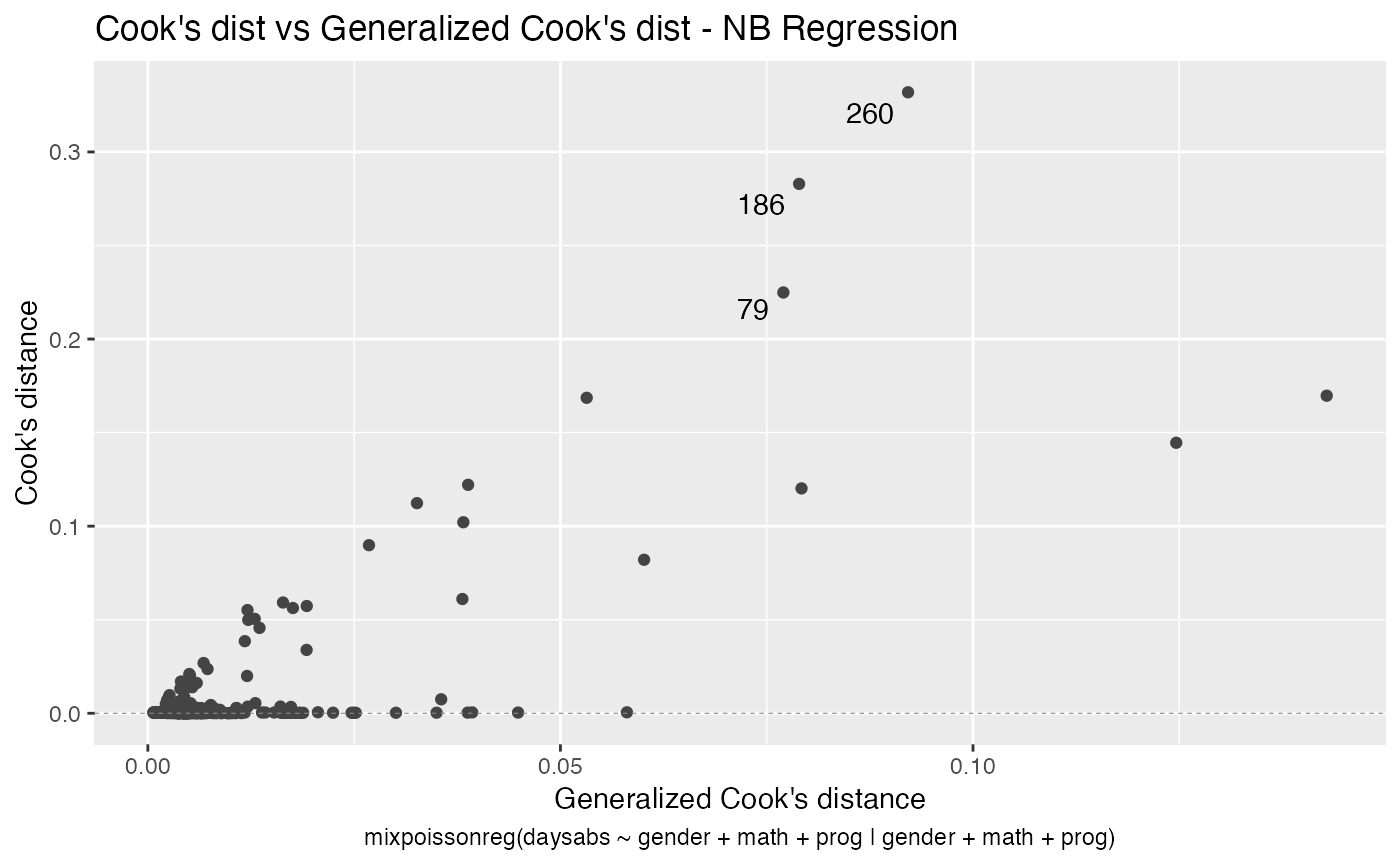 Cook's dist vs Generalized Cook's dist - NB Regression
260
0.3
186
79
0.2
Cook's distance
0.1
0.0
0.00
0.05
0.10
Generalized Cook's distance
mixpoissonreg(daysabs ~ gender + math + prog | gender + math + prog)